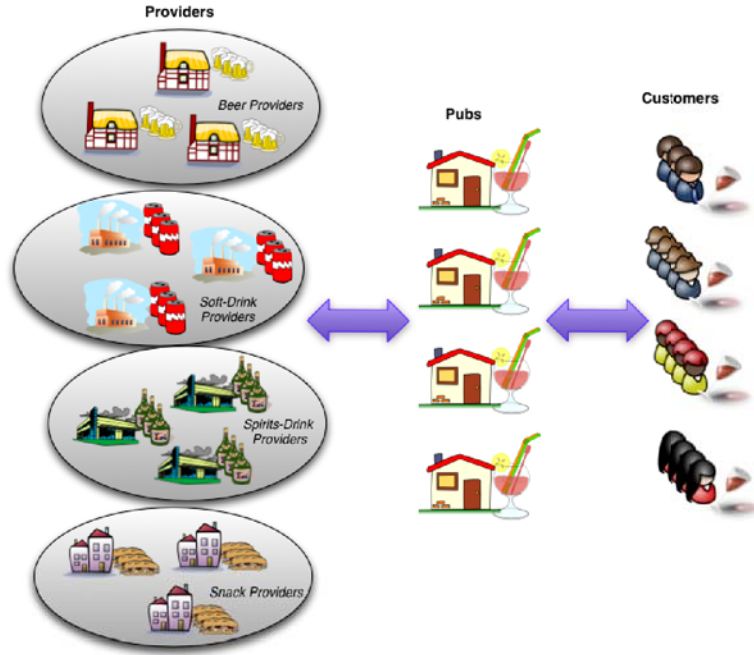 Providers
Beer Providers
Soft-Drink
Providers
Spirits-Drink
Providers
Snack Providers
Pubs
Customers